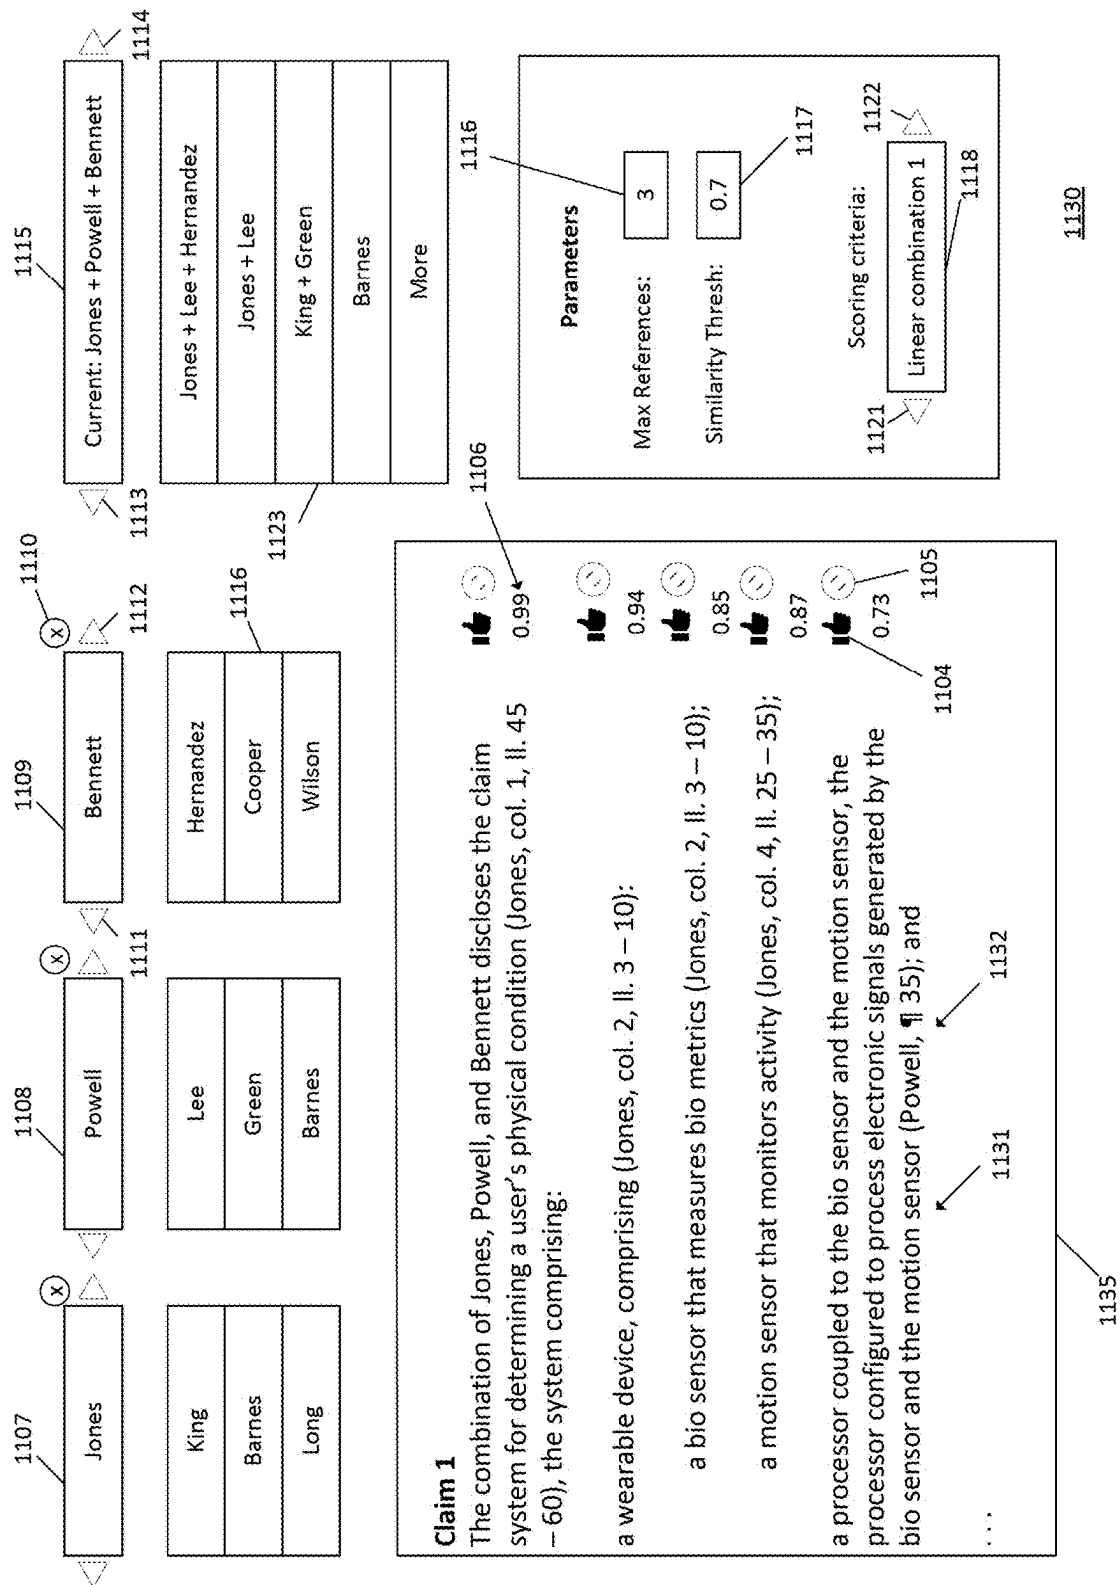 1107
Jones
X
King
Barnes
Long
1108
Powell
X
Lee
Green
Barnes
1109
Bennett
X
1110
1111
1112
Hernandez
Cooper
Wilson
1116
1115
Current: Jones + Powell + Bennett
1113
1114
Jones + Lee + Hernandez
Jones + Lee
King + Green
Barnes
More
1123
Claim 1
The combination of Jones, Powell, and Bennett discloses the claim
system for determining a user's physical condition (Jones, col. 1, ll. 45
– 60), the system comprising:
0.99
1106
a wearable device, comprising (Jones, col. 2, ll. 3 – 10):
0.94
a bio sensor that measures bio metrics (Jones, col. 2, ll. 3 – 10);
0.85
a motion sensor that monitors activity (Jones, col. 4, ll. 25 – 35);
0.87
a processor coupled to the bio sensor and the motion sensor, the
processor configured to process electronic signals generated by the
bio sensor and the motion sensor (Powell, ¶ 35); and
0.73
1104
1105
. . .
1131
1132
1135
Parameters
Max References:
3
1116
Similarity Thresh:
0.7
1117
Scoring criteria:
Linear combination 1
1121
1122
1118
1130